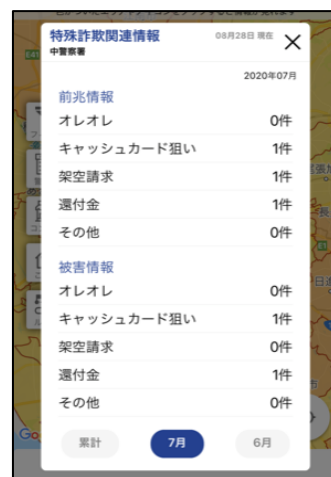 特殊詐欺関連情報
08月28日 現在
中警察署
2020年07月
前兆情報
オレオレ 0件
キャッシュカード狙い 1件
架空請求 1件
還付金 1件
その他 0件
被害情報
オレオレ 0件
キャッシュカード狙い 1件
架空請求 0件
還付金 1件
その他 0件
累計 7月 6月